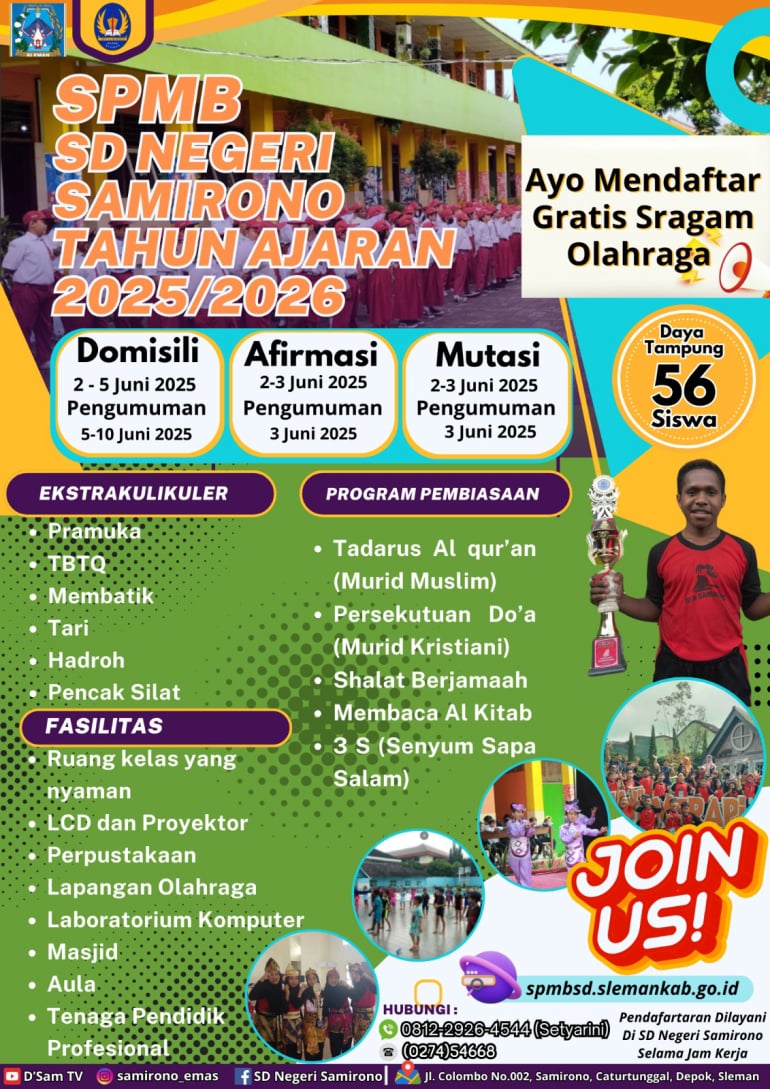 SLEMAN
SPMB
SD NEGERI
SAMIRONO
TAHUN AJARAN
2025/2026
Ayo Mendaftar
Gratis Sragam
Olahraga
Domisili
2 - 5 Juni 2025
Pengumuman
5-10 Juni 2025
Afirmasi
2-3 Juni 2025
Pengumuman
3 Juni 2025
Mutasi
2-3 Juni 2025
Pengumuman
3 Juni 2025
Daya
Tampung
56
Siswa
EKSTRAKULIKULER
• Pramuka
• TBTQ
• Membatik
• Tari
• Hadroh
• Pencak Silat
PROGRAM PEMBIASAAN
• Tadarus Al qur’an
(Murid Muslim)
• Persekutuan Do’a
(Murid Kristiani)
• Shalat Berjamaah
• Membaca Al Kitab
• 3 S (Senyum Sapa
Salam)
FASILITAS
• Ruang kelas yang
nyaman
• LCD dan Proyektor
• Perpustakaan
• Lapangan Olahraga
• Laboratorium Komputer
• Masjid
• Aula
• Tenaga Pendidik
Profesional
JOIN
US!
spmbsd.slemankab.go.id
HUBUNGI :
0812-2926-4544 (Setyarini)
(0274)54668
Pendafartaran Dilayani
Di SD Negeri Samirono
Selama Jam Kerja
D’Sam TV
samirono_emas
SD Negeri Samirono
Jl. Colombo No.002, Samirono, Caturtunggal, Depok, Sleman